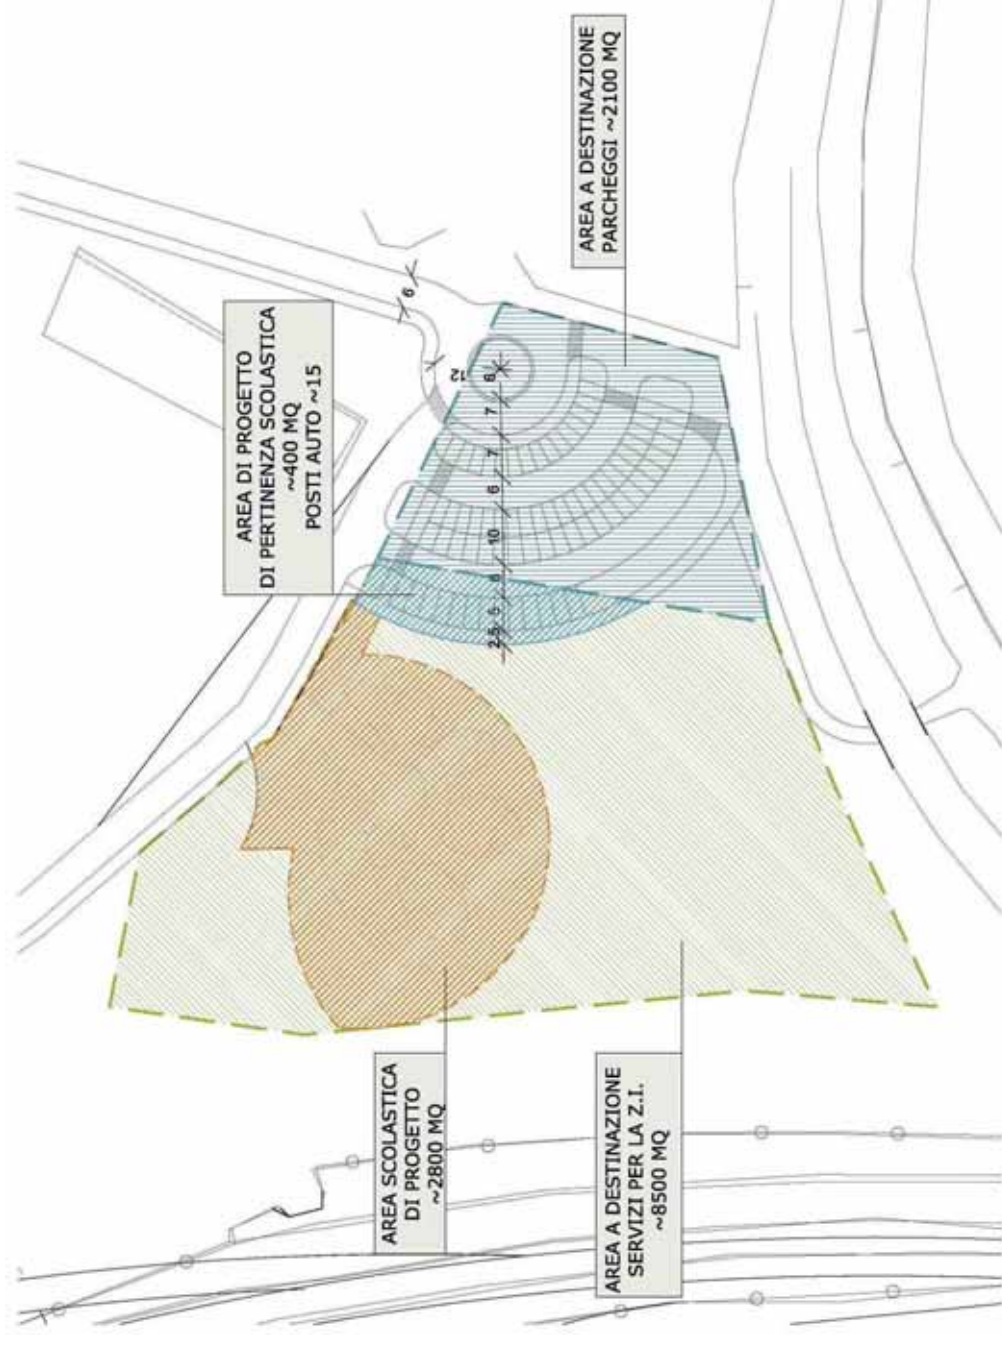 AREA DI PROGETTO
DI PERTINENZA SCOLASTICA
~400 MQ
POSTI AUTO ~15
AREA A DESTINAZIONE
PARCHEGGI ~2100 MQ
AREA SCOLASTICA
DI PROGETTO
~2800 MQ
AREA A DESTINAZIONE
SERVIZI PER LA Z.I.
~8500 MQ
6
12
2.5
5
6
10
6
7
7
6